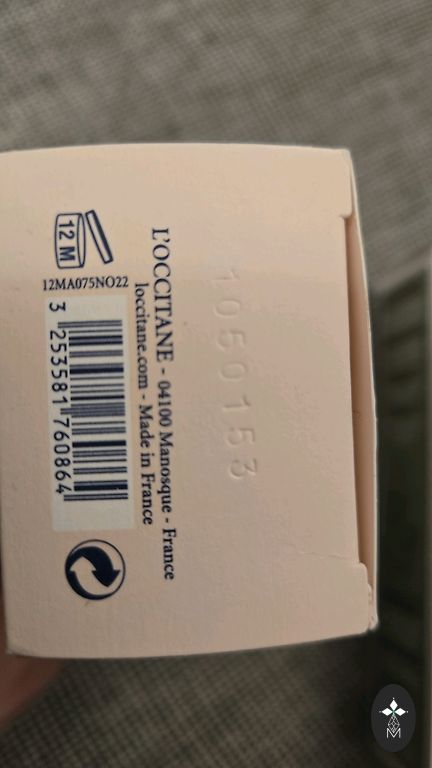 1050153
L'OCCITANE - 04100 Manosque - France
loccitane.com - Made in France
12 M
12MA075NO22
3 253581 760864
M